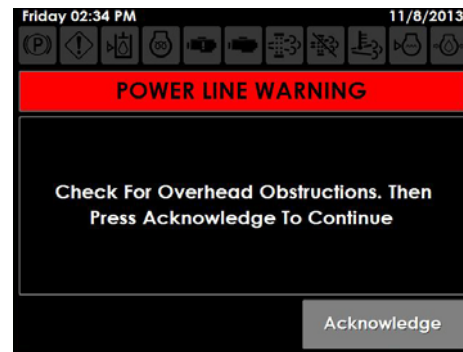 Friday 02:34 PM 11/8/2013
(P)
POWER LINE WARNING
Check For Overhead Obstructions. Then
Press Acknowledge To Continue
Acknowledge